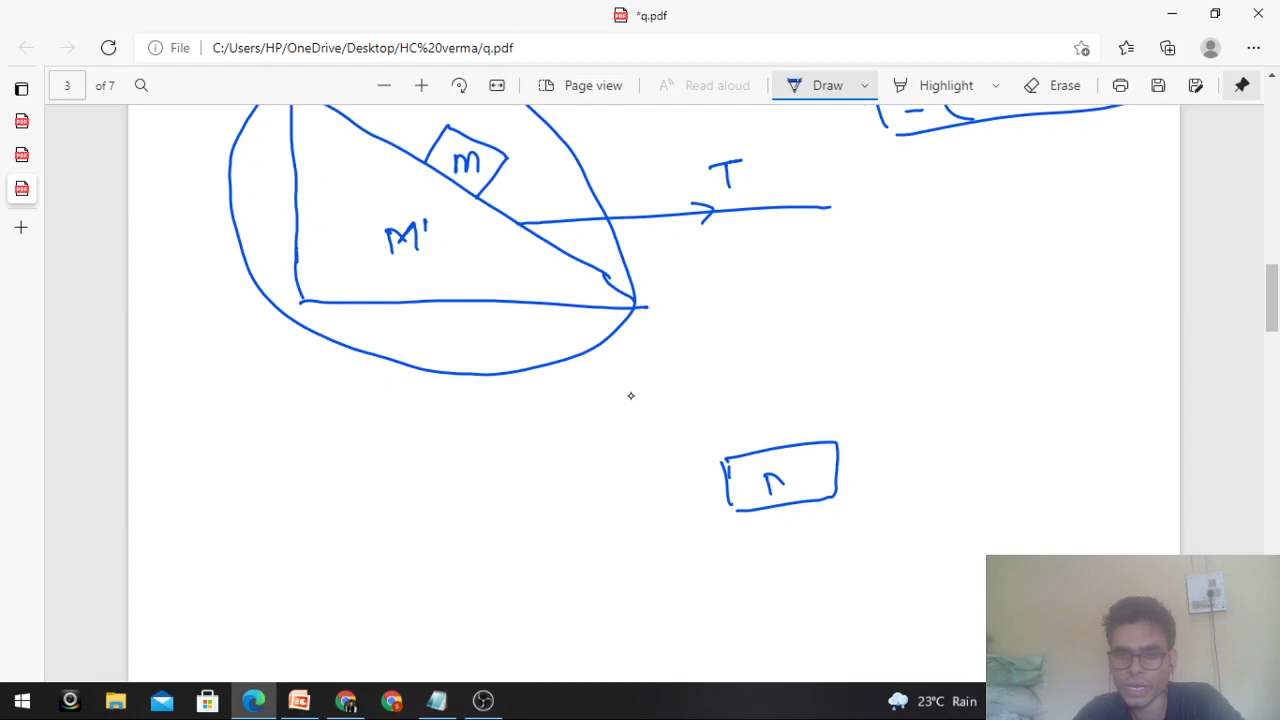 *q.pdf
File C:/Users/HP/OneDrive/Desktop/HC%20verma/q.pdf
3 of 7 Page view Read aloud Draw Highlight Erase
m
T
M'
23°C Rain